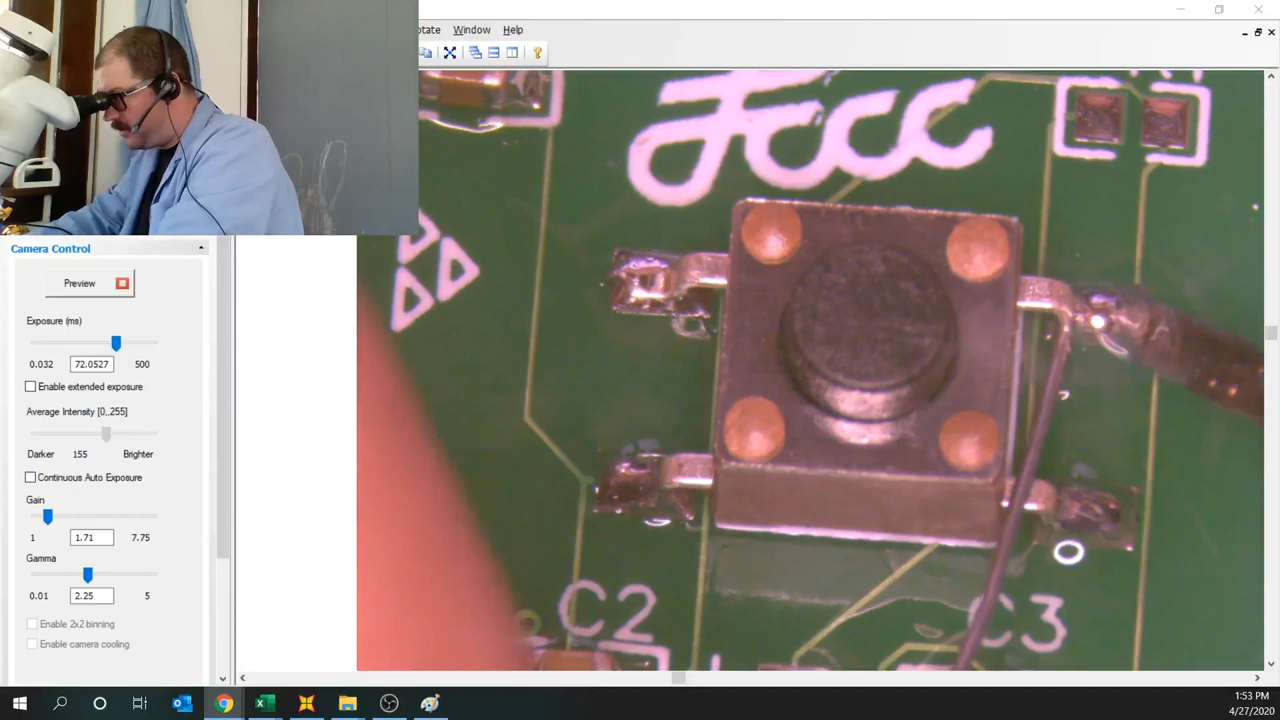 otate Window Help
Camera Control
Preview
Exposure (ms)
0.032 72.0527 500
Enable extended exposure
Average Intensity [0,.255]
Darker 155 Brighter
Continuous Auto Exposure
Gain
1 1.71 7.75
Gamma
0.01 2.25 5
Enable 2x2 binning
Enable camera cooling
C2
C3
1:53 PM
4/27/2020